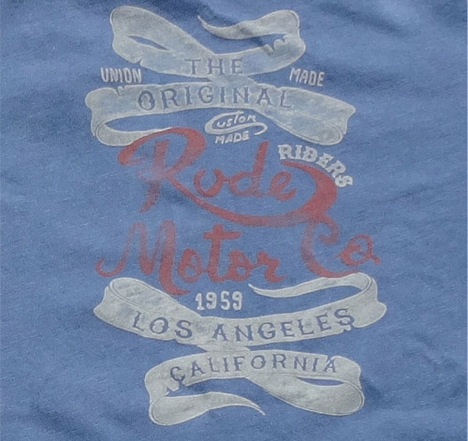 THE
UNION MADE
ORIGINAL
Custom
MADE
RIDERS
Rude
Motor Co
1959
LOS ANGELES
CALIFORNIA